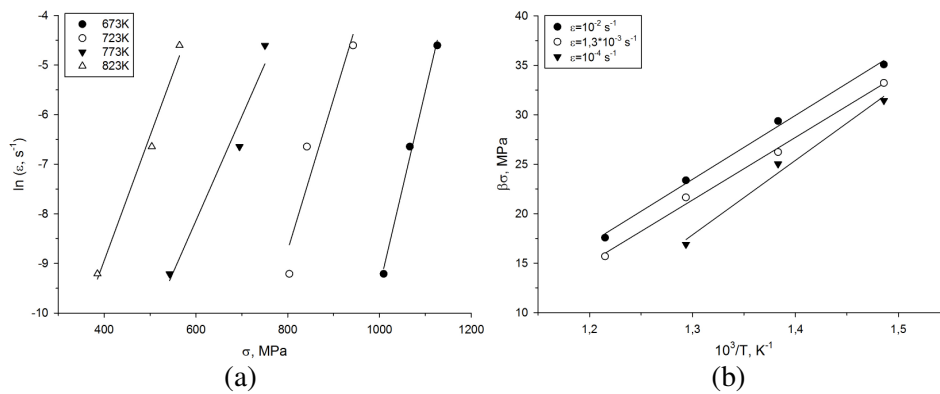 (a)
673K
723K
773K
823K
ln (ε, s⁻¹)
-4
-5
-6
-7
-8
-9
-10
400
600
800
1000
1200
σ, MPa
(b)
ε=10⁻² s⁻¹
ε=1,3*10⁻³ s⁻¹
ε=10⁻⁴ s⁻¹
βσ, MPa
40
35
30
25
20
15
10
1,2
1,3
1,4
1,5
10³/T, K⁻¹
(a)
(b)